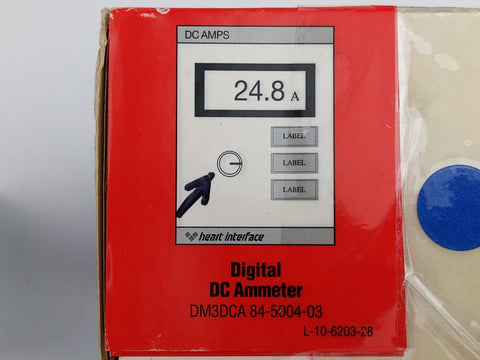 DC AMPS
24.8 A
LABEL
LABEL
LABEL
heart interface
Digital
DC Ammeter
DM3DCA 84-5004-03
L-10-6203-28